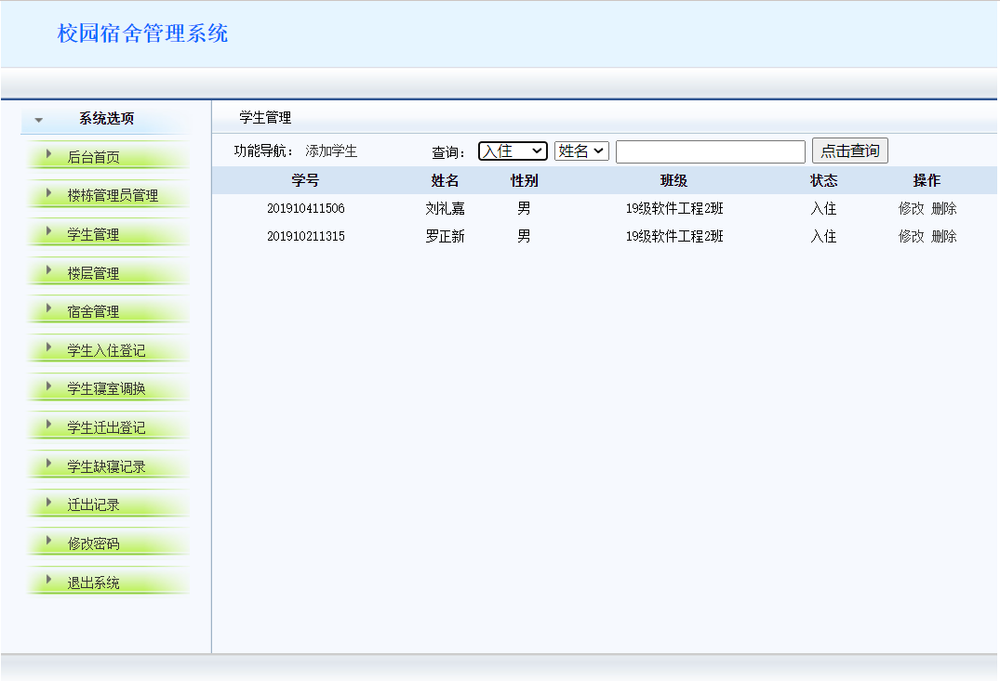 校园宿舍管理系统
系统选项
后台首页
楼栋管理员管理
学生管理
楼层管理
宿舍管理
学生入住登记
学生寝室调换
学生迁出登记
学生缺寝记录
迁出记录
修改密码
退出系统
学生管理
功能导航： 添加学生 查询： 入住 姓名 点击查询
学号 姓名 性别 班级 状态 操作
201910411506 刘礼嘉 男 19级软件工程2班 入住 修改 删除
201910211315 罗正新 男 19级软件工程2班 入住 修改 删除